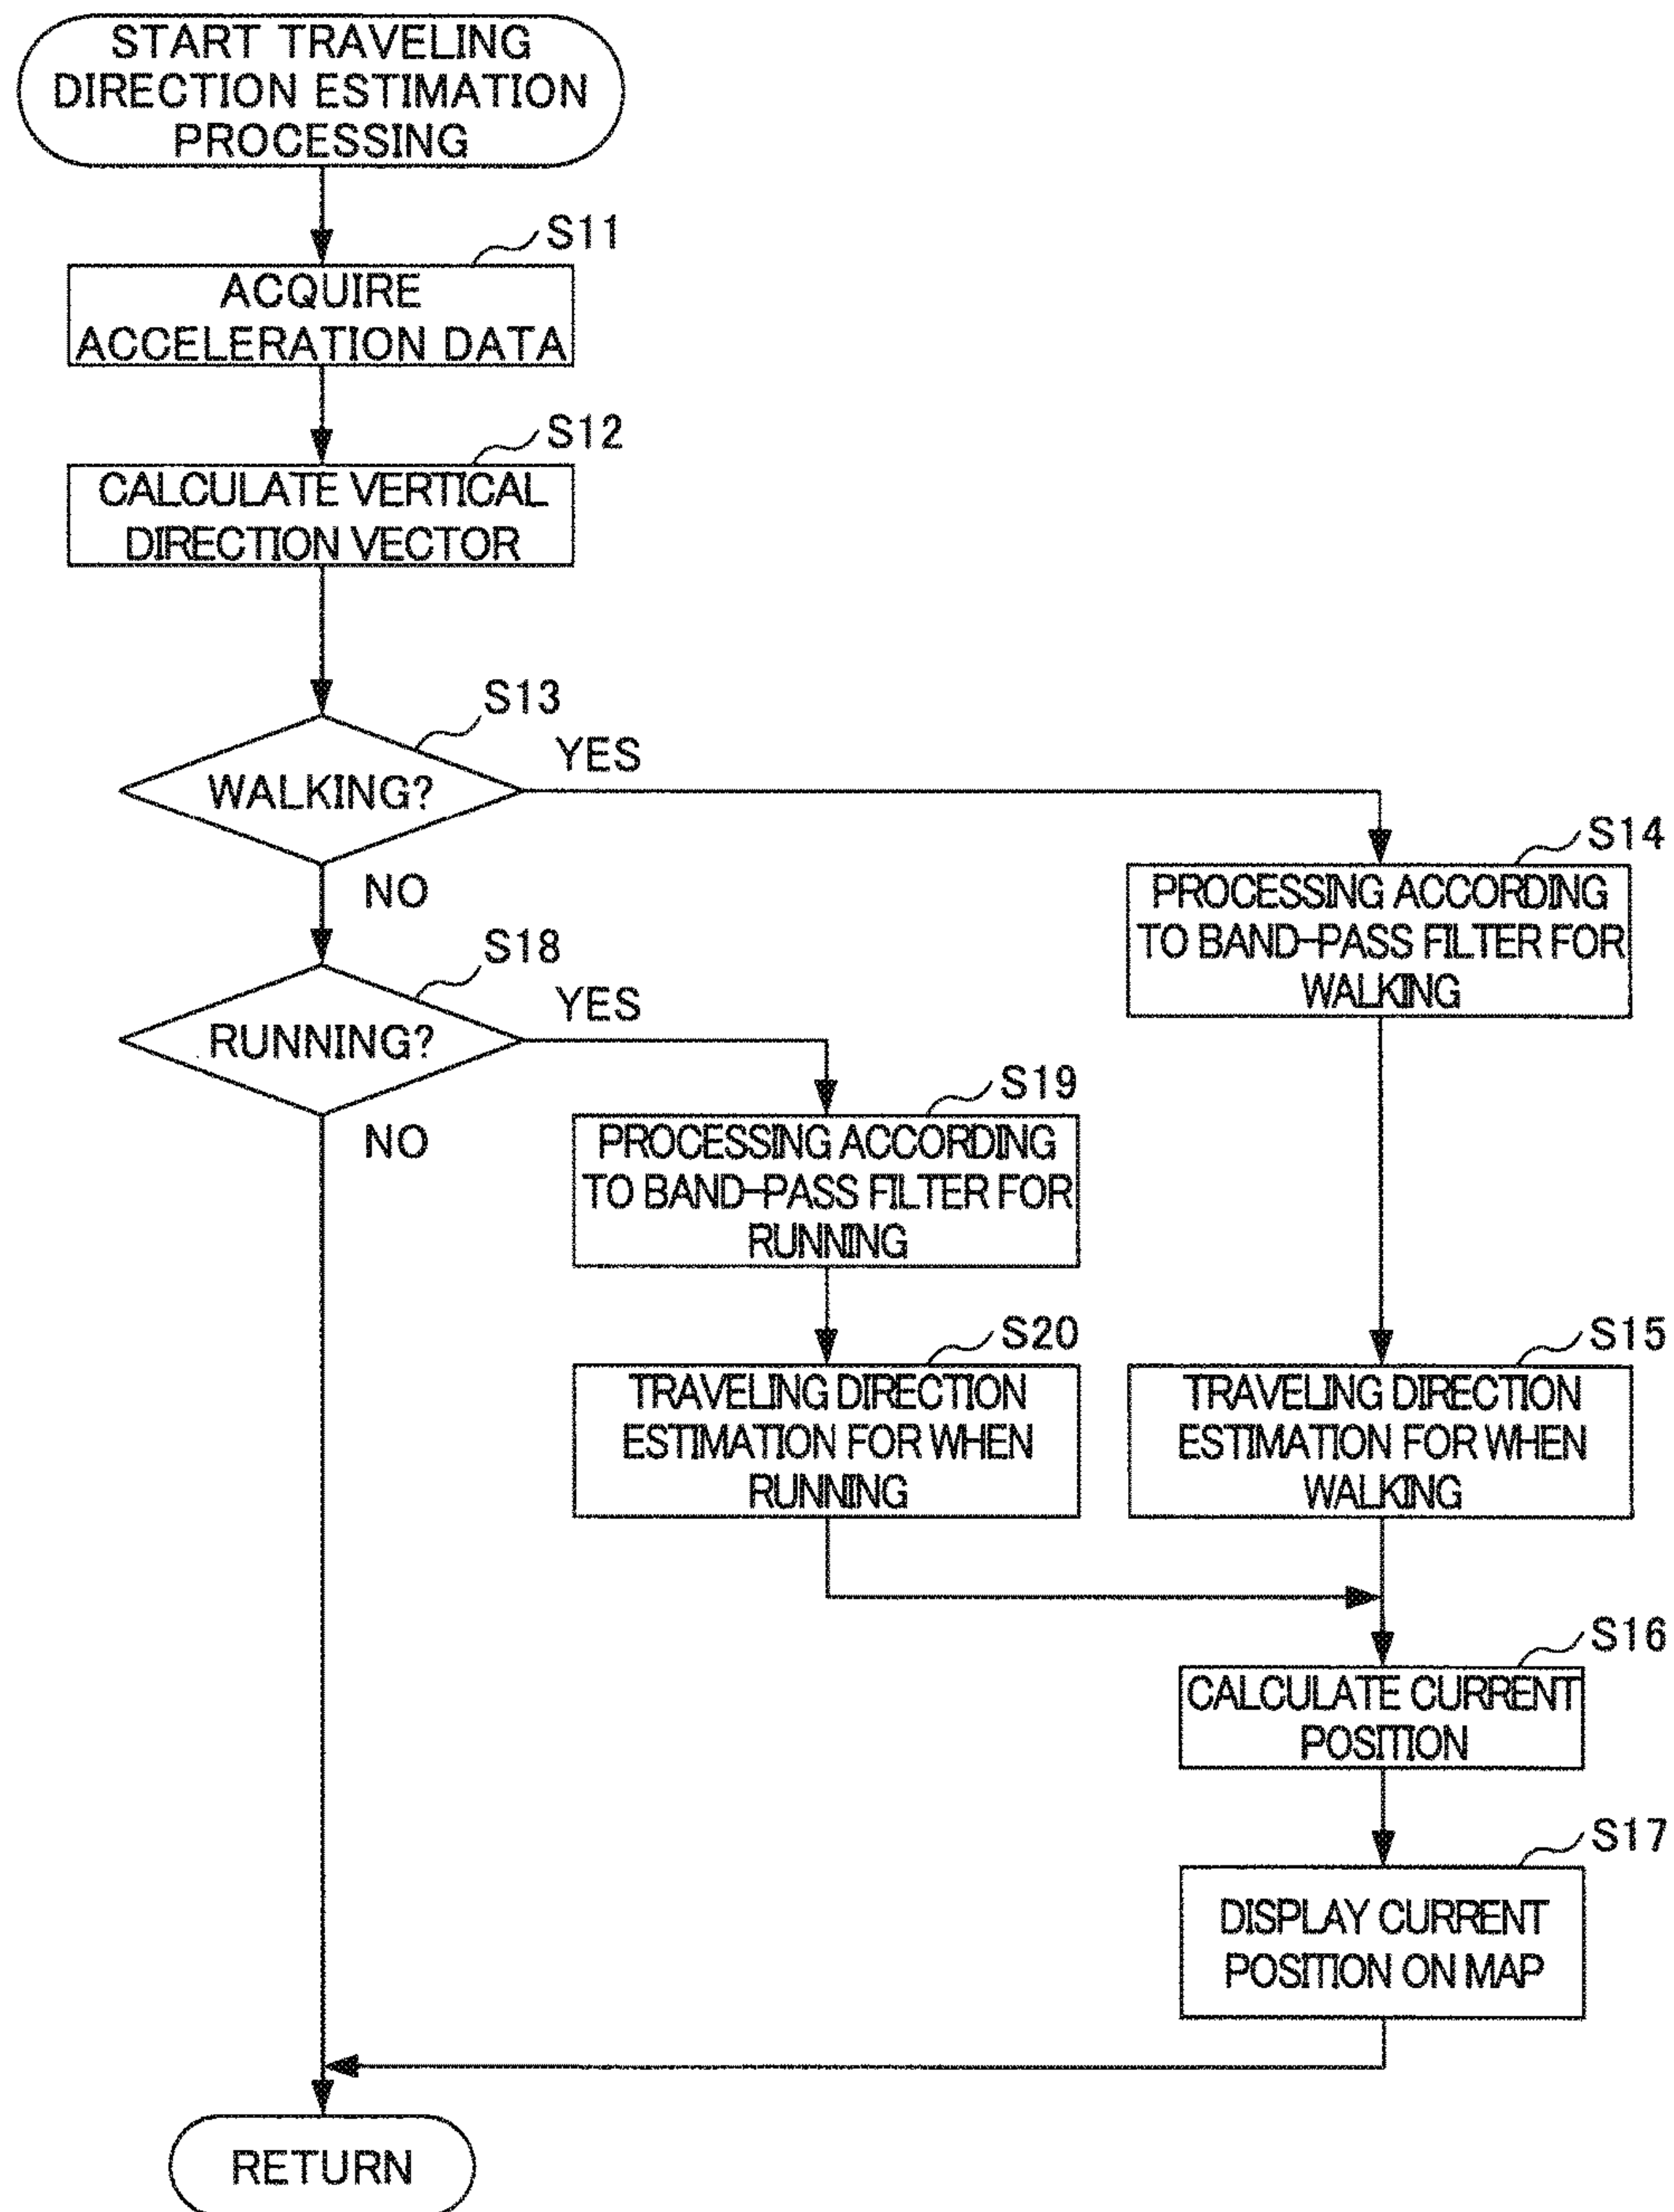 START TRAVELING
DIRECTION ESTIMATION
PROCESSING
S11
ACQUIRE
ACCELERATION DATA
S12
CALCULATE VERTICAL
DIRECTION VECTOR
S13
WALKING?
YES
NO
S14
PROCESSING ACCORDING
TO BAND-PASS FILTER FOR
WALKING
S18
RUNNING?
YES
NO
S19
PROCESSING ACCORDING
TO BAND-PASS FILTER FOR
RUNNING
S20
TRAVELING DIRECTION
ESTIMATION FOR WHEN
RUNNING
S15
TRAVELING DIRECTION
ESTIMATION FOR WHEN
WALKING
S16
CALCULATE CURRENT
POSITION
S17
DISPLAY CURRENT
POSITION ON MAP
RETURN